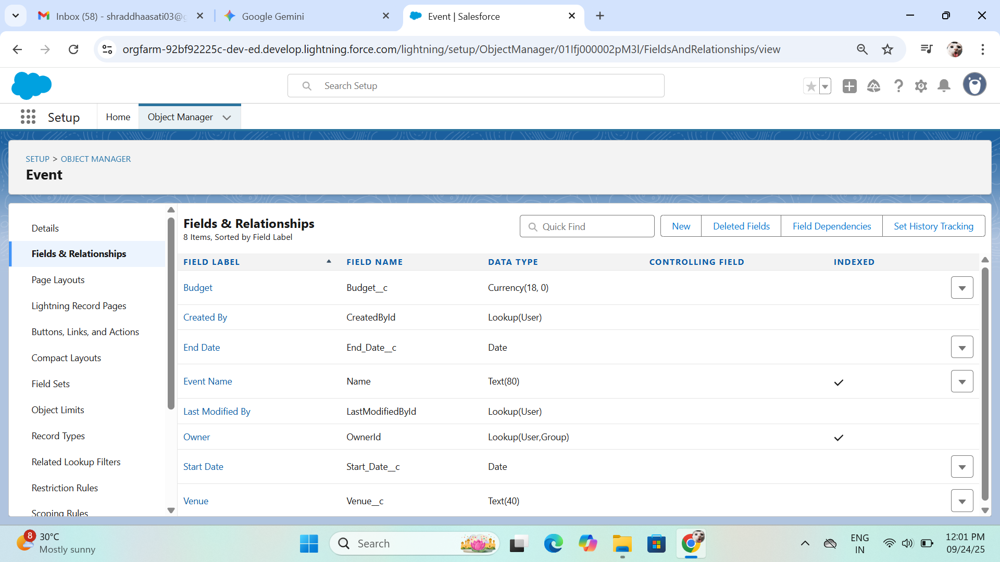 Inbox (58) - shraddhaasati03@g
Google Gemini
Event | Salesforce
orgfarm-92bf92225c-dev-ed.develop.lightning.force.com/lightning/setup/ObjectManager/01Ifj000002pM3l/FieldsAndRelationships/view
Search Setup
Setup
Home
Object Manager
SETUP > OBJECT MANAGER
Event
Details
Fields & Relationships
Page Layouts
Lightning Record Pages
Buttons, Links, and Actions
Compact Layouts
Field Sets
Object Limits
Record Types
Related Lookup Filters
Restriction Rules
Scoping Rules
Fields & Relationships
8 Items, Sorted by Field Label
Quick Find
New
Deleted Fields
Field Dependencies
Set History Tracking
FIELD LABEL FIELD NAME DATA TYPE CONTROLLING FIELD INDEXED
Budget Budget__c Currency(18, 0)
Created By CreatedById Lookup(User)
End Date End_Date__c Date
Event Name Name Text(80)
Last Modified By LastModifiedById Lookup(User)
Owner OwnerId Lookup(User,Group)
Start Date Start_Date__c Date
Venue Venue__c Text(40)
8
30°C
Mostly sunny
Search
ENG
IN
12:01 PM
09/24/25